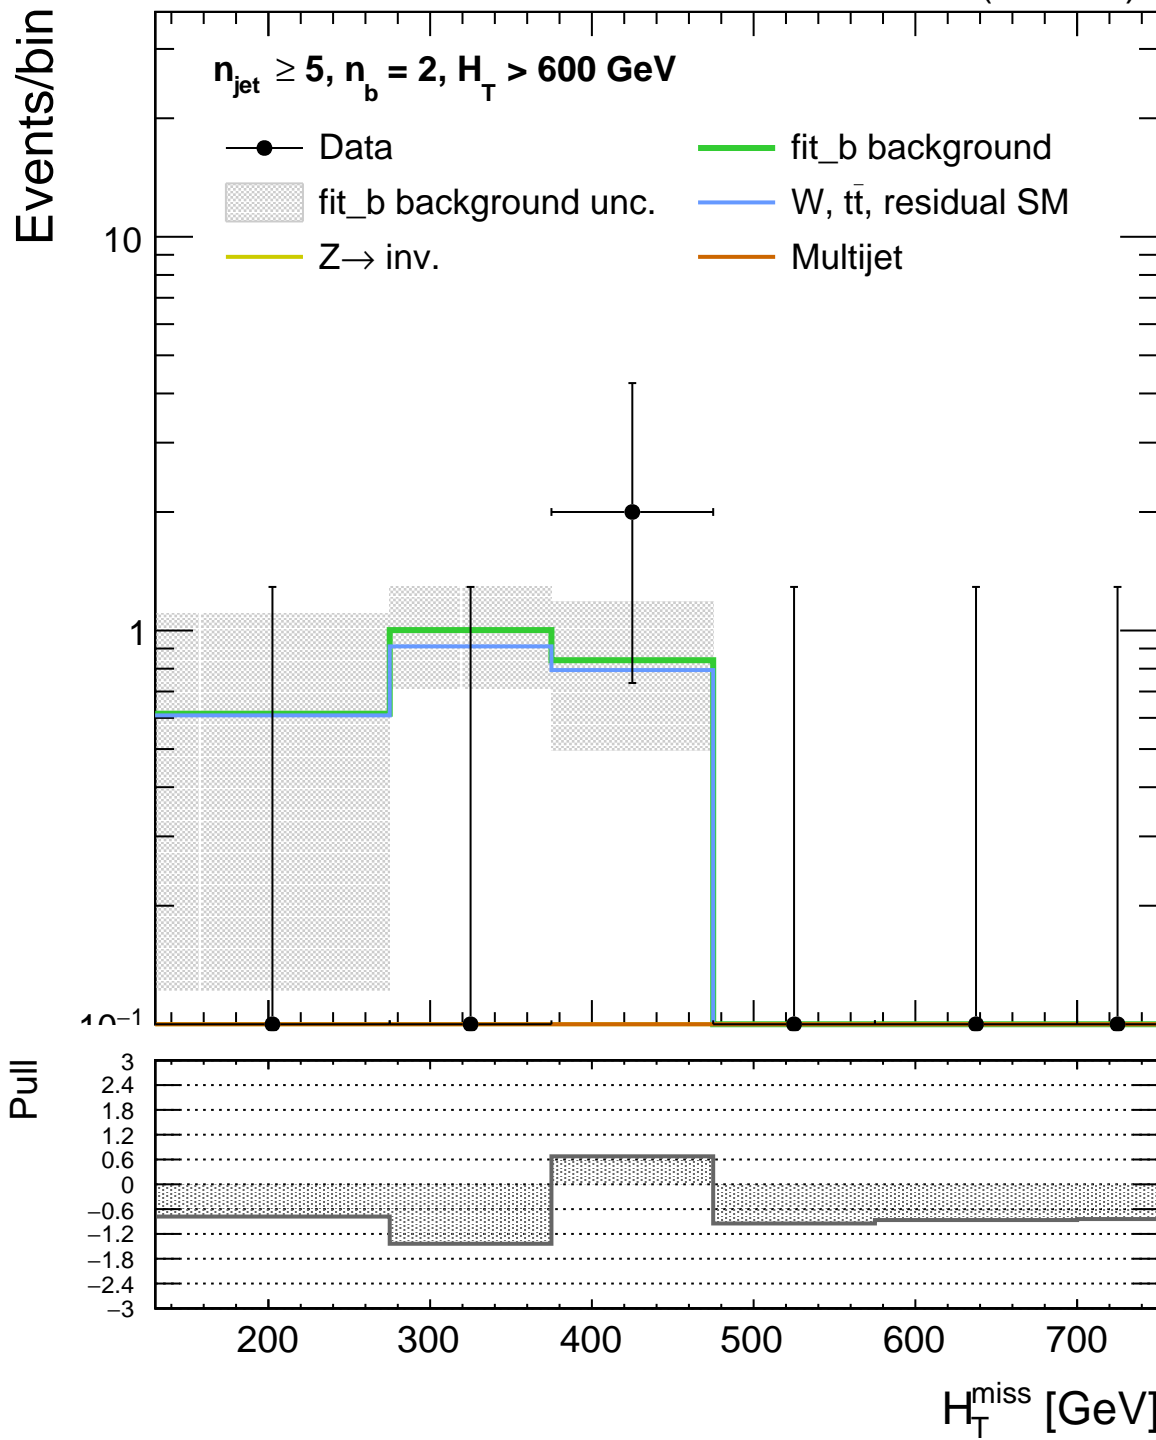 Events/bin
n_jet ≥ 5, n_b = 2, H_T > 600 GeV
Data
fit_b background
fit_b background unc.
W, tt̄, residual SM
Z→ inv.
Multijet
10
1
10⁻¹
Pull
3
2.4
1.8
1.2
0.6
0
−0.6
−1.2
−1.8
−2.4
−3
200 300 400 500 600 700
H_T^miss [GeV]